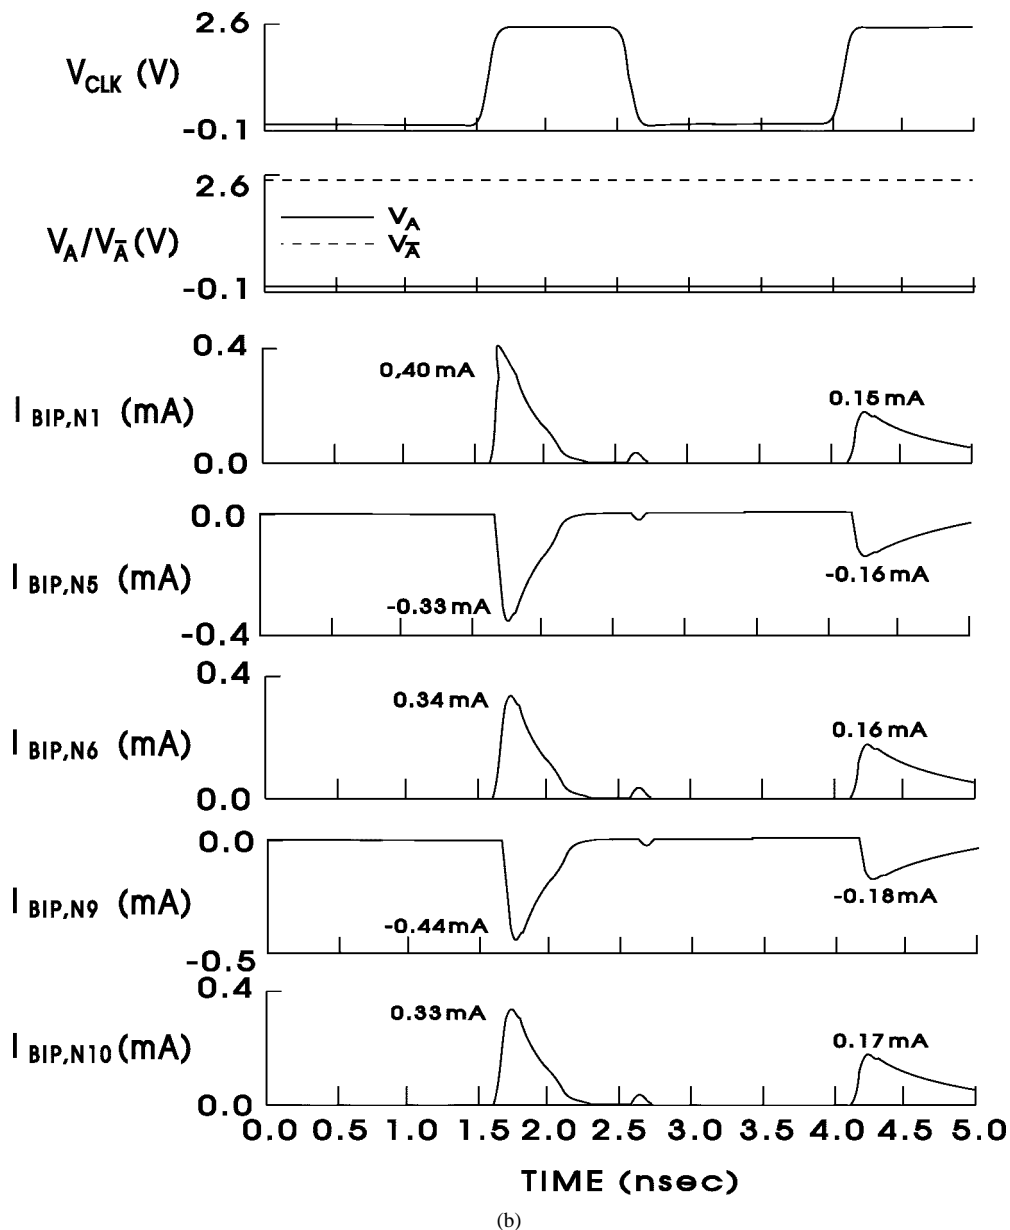 2.6
V_CLK (V)
-0.1
2.6
V_A/V_A̅ (V)
V_A
V_A̅
-0.1
0.4
0,40 mA
0.15 mA
I BIP,N1 (mA)
0.0
0.0
I BIP,N5 (mA)
-0.33 mA
-0.16 mA
-0.4
0.4
0.34 mA
0.16 mA
I BIP,N6 (mA)
0.0
0.0
I BIP,N9 (mA)
-0.44 mA
-0.18 mA
-0.5
0.4
0.33 mA
0.17 mA
I BIP,N10 (mA)
0.0
0.0 0.5 1.0 1.5 2.0 2.5 3.0 3.5 4.0 4.5 5.0
TIME (nsec)
(b)